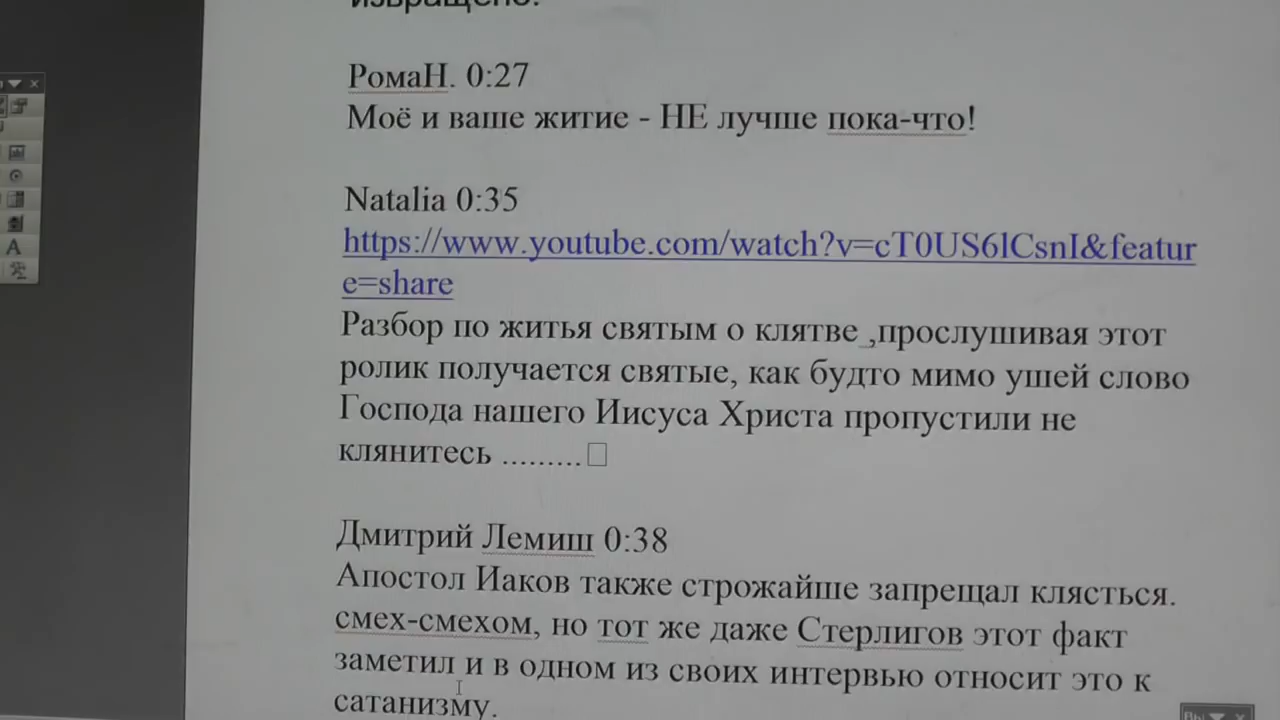 извращено.
РомаН. 0:27
Моё и ваше житие - НЕ лучше пока-что!
Natalia 0:35
https://www.youtube.com/watch?v=cT0US6lCsnI&featur
e=share
Разбор по житья святым о клятве ,прослушивая этот
ролик получается святые, как будто мимо ушей слово
Господа нашего Иисуса Христа пропустили не
клянитесь .........□
Дмитрий Лемиш 0:38
Апостол Иаков также строжайше запрещал клясться.
смех-смехом, но тот же даже Стерлигов этот факт
заметил и в одном из своих интервью относит это к
сатанизму.